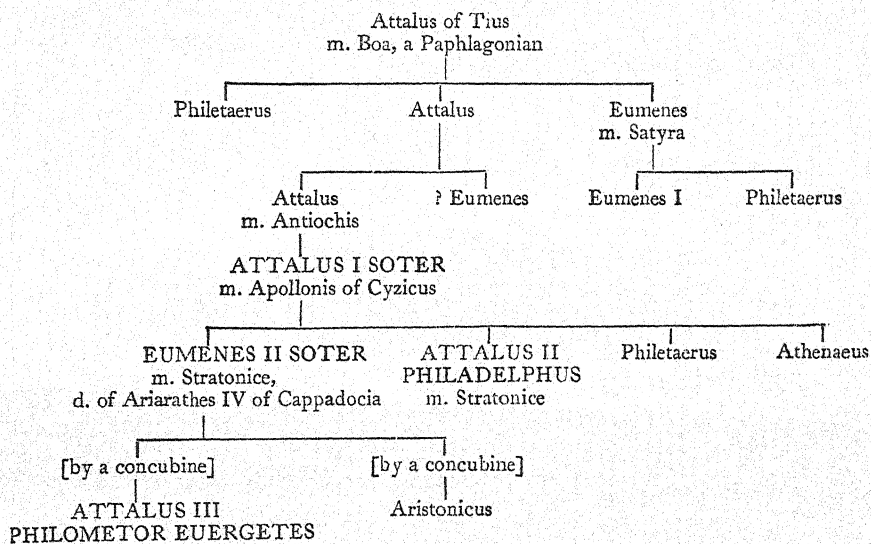 Attalus of Tius
m. Boa, a Paphlagonian
Philetaerus Attalus Eumenes
m. Satyra
Attalus ? Eumenes Eumenes I Philetaerus
m. Antiochis
ATTALUS I SOTER
m. Apollonis of Cyzicus
EUMENES II SOTER ATTALUS II Philetaerus Athenaeus
m. Stratonice, PHILADELPHUS
d. of Ariarathes IV of Cappadocia m. Stratonice
[by a concubine] [by a concubine]
ATTALUS III Aristonicus
PHILOMETOR EUERGETES